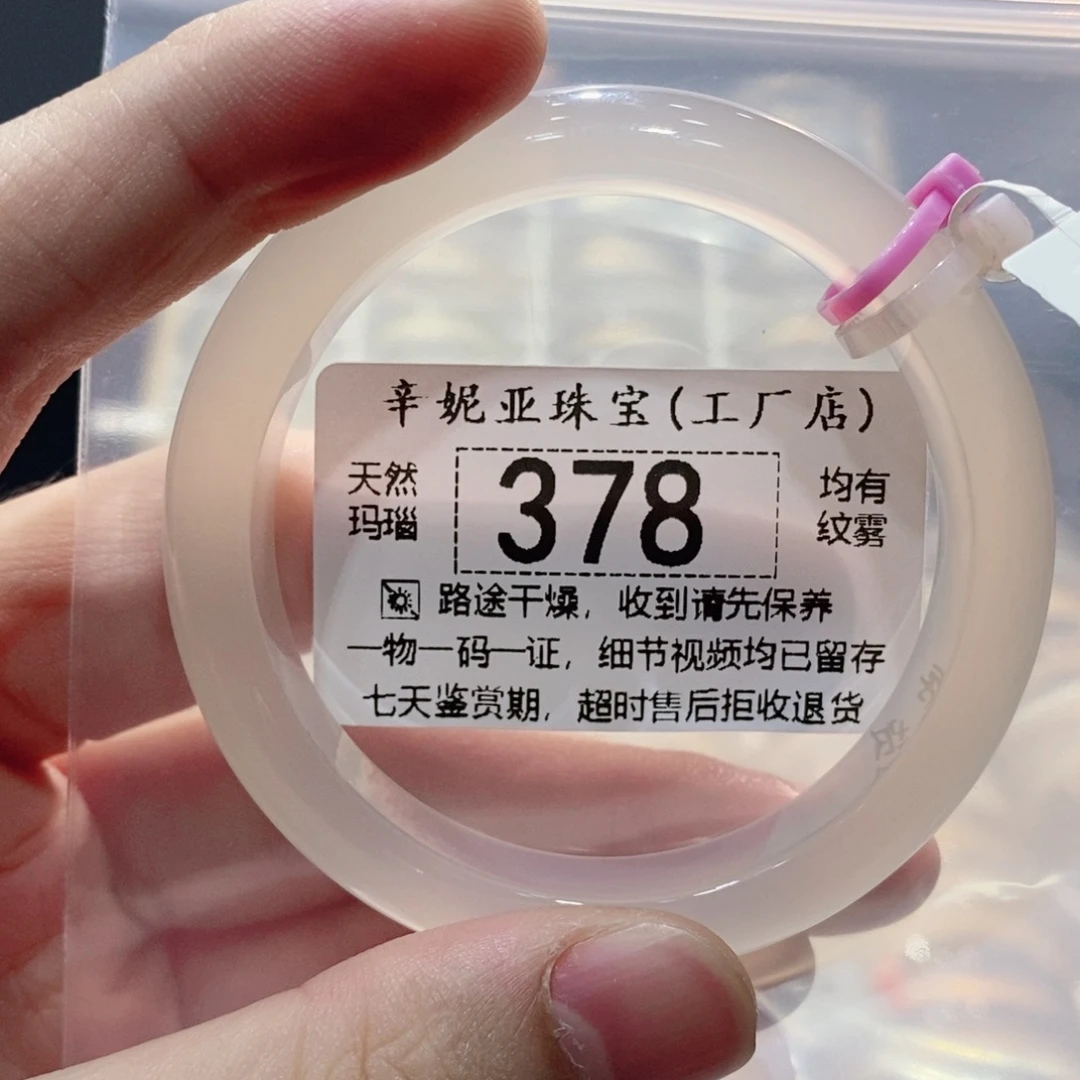 辛妮亚珠宝(工厂店)
天然
玛瑙
378
均有
纹雾
路途干燥,收到请先保养
一物一码一证,细节视频均已留存
七天鉴赏期,超时售后拒收退货